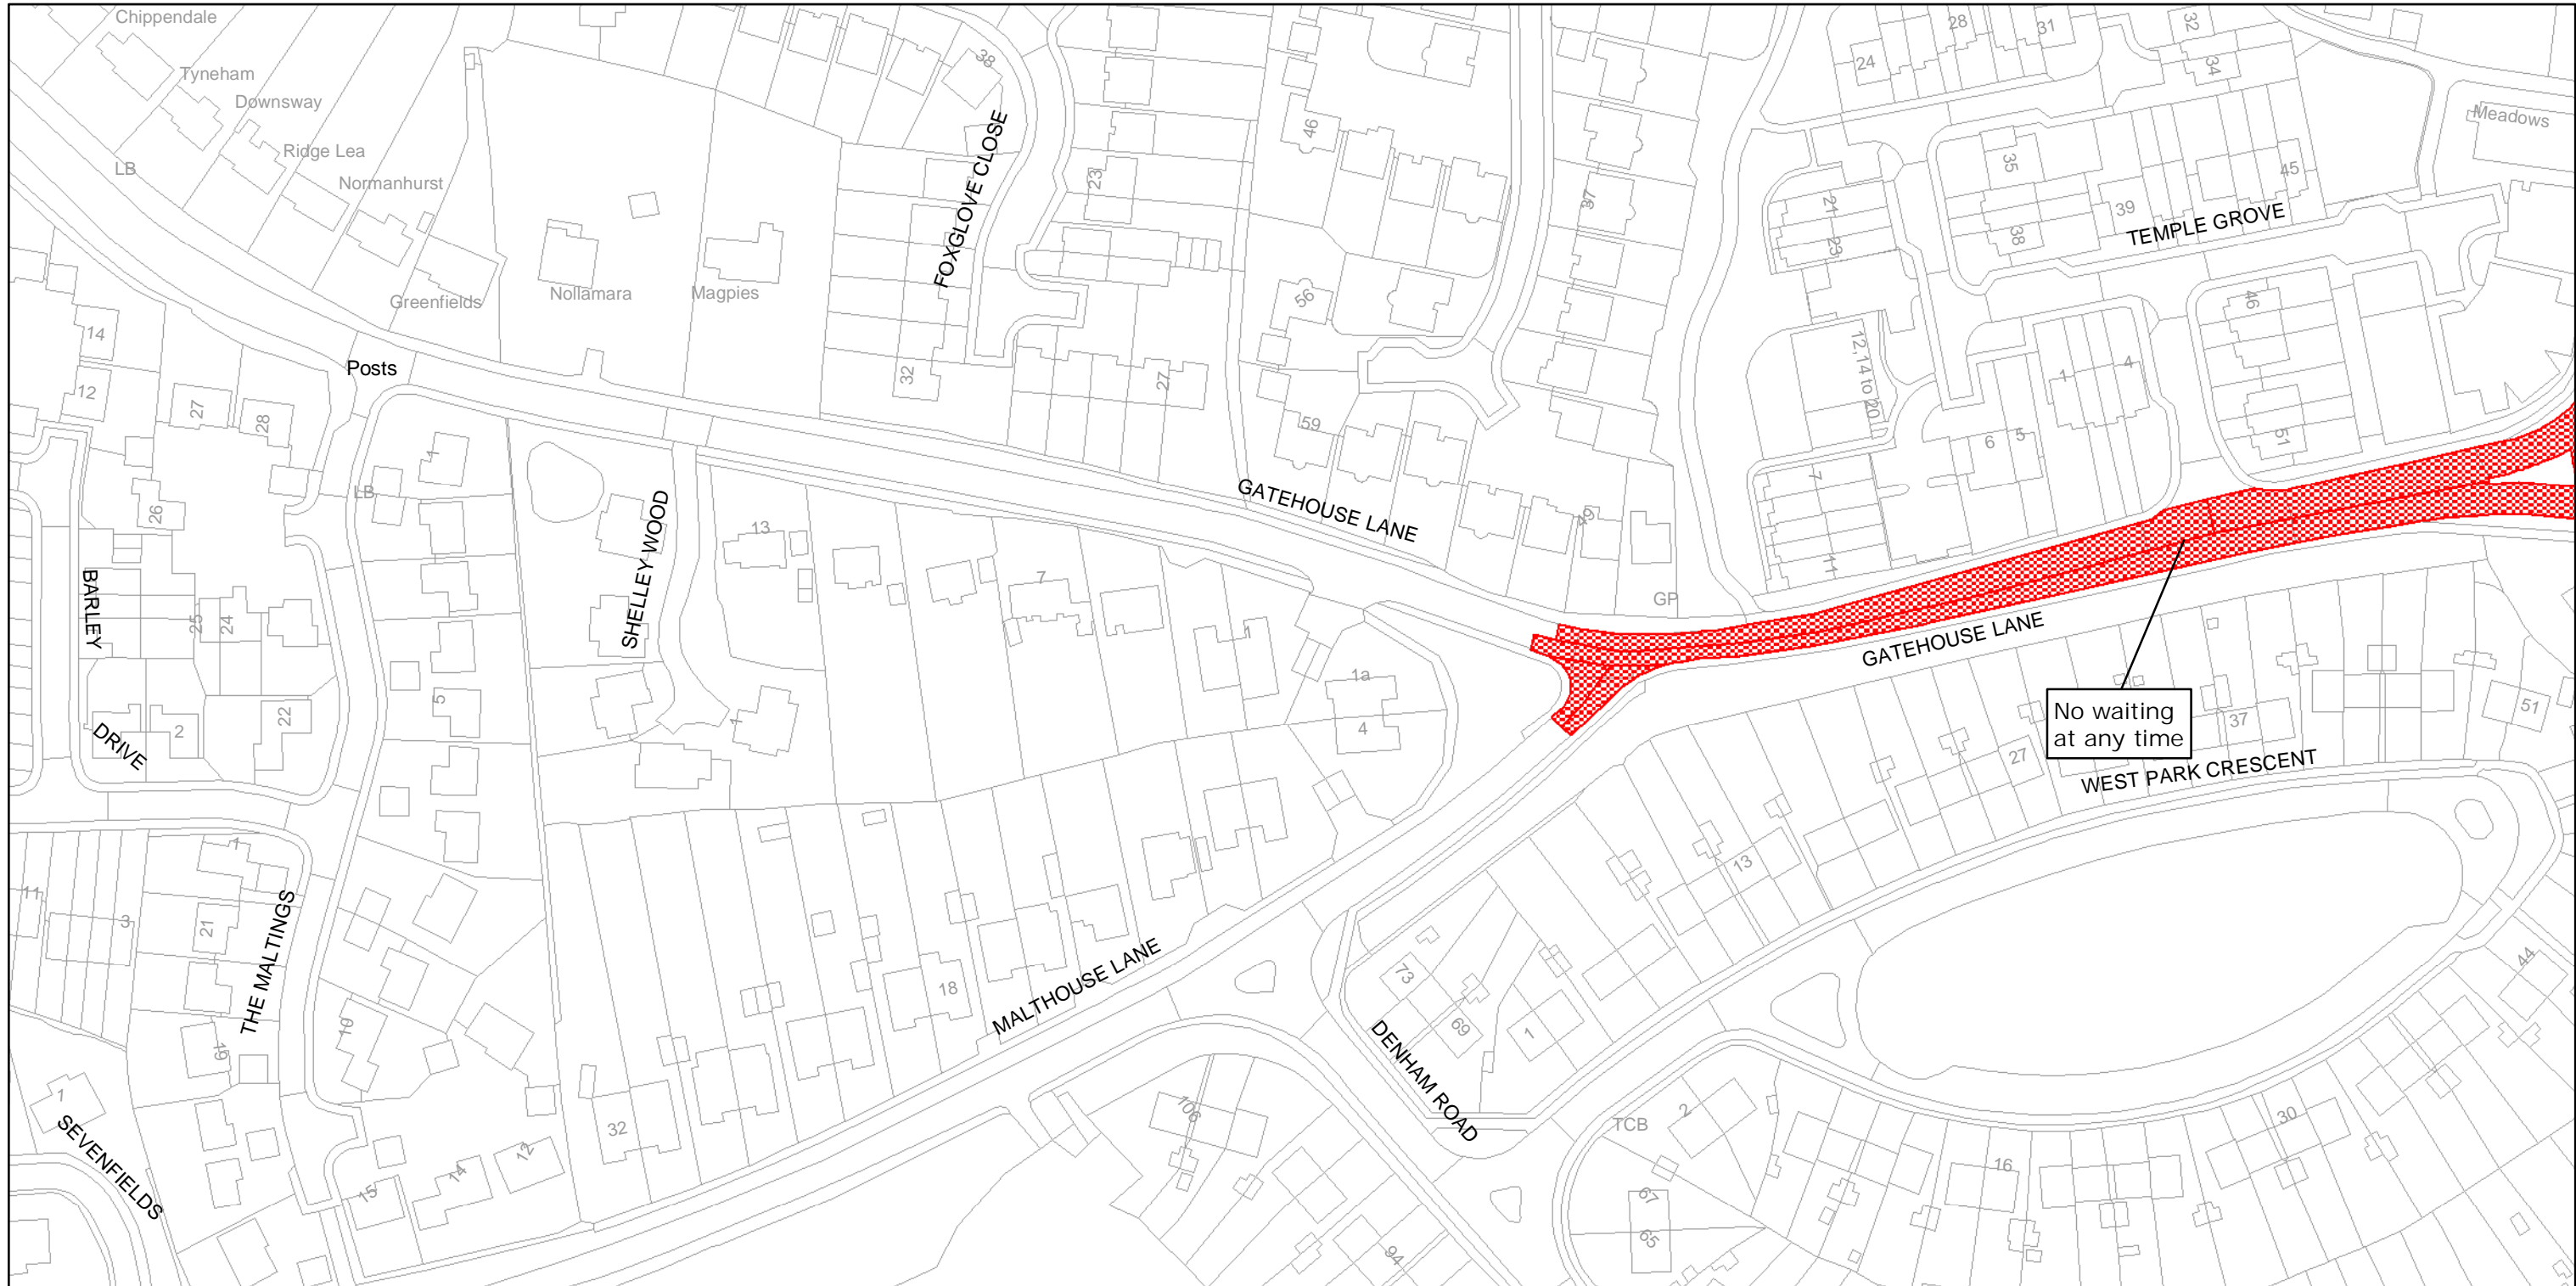 Chippendale
Tyneham
Downsway
Ridge Lea
Normanhurst
LB
Greenfields
Nollamara
Magpies
Posts
38
FOXGLOVE CLOSE
23
46
37
56
32
27
59
49
GATEHOUSE LANE
GP
24
28
31
32
34
Meadows
35
38
39
45
TEMPLE GROVE
21
23
12,14 to 20
46
51
1
4
6
5
7
11
14
12
27
28
1
LB
26
BARLEY
25
24
DRIVE
2
22
5
SHELLEY WOOD
13
7
1
1
1a
4
GATEHOUSE LANE
No waiting
at any time
WEST PARK CRESCENT
37
51
27
13
11
3
1
21
THE MALTINGS
19
10
1
SEVENFIELDS
15
14
12
32
18
MALTHOUSE LANE
73
69
1
DENHAM ROAD
106
94
TCB
2
67
65
16
30
44